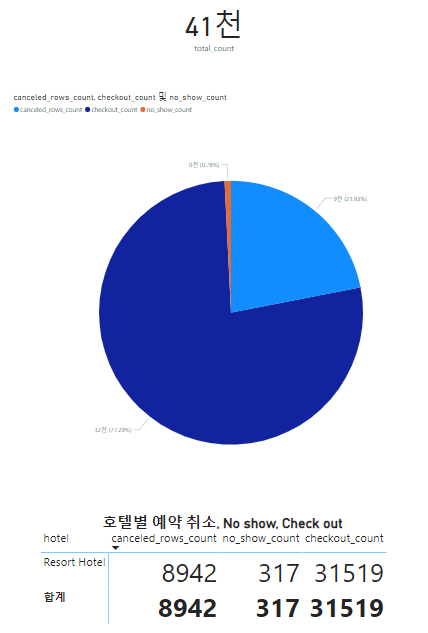 41천
total_count
canceled_rows_count, checkout_count 및 no_show_count
canceled_rows_count checkout_count no_show_count
0천 (0.78%)
9천 (21.93%)
32천 (77.29%)
호텔별 예약 취소, No show, Check out
hotel canceled_rows_count no_show_count checkout_count
Resort Hotel 8942 317 31519
합계 8942 317 31519